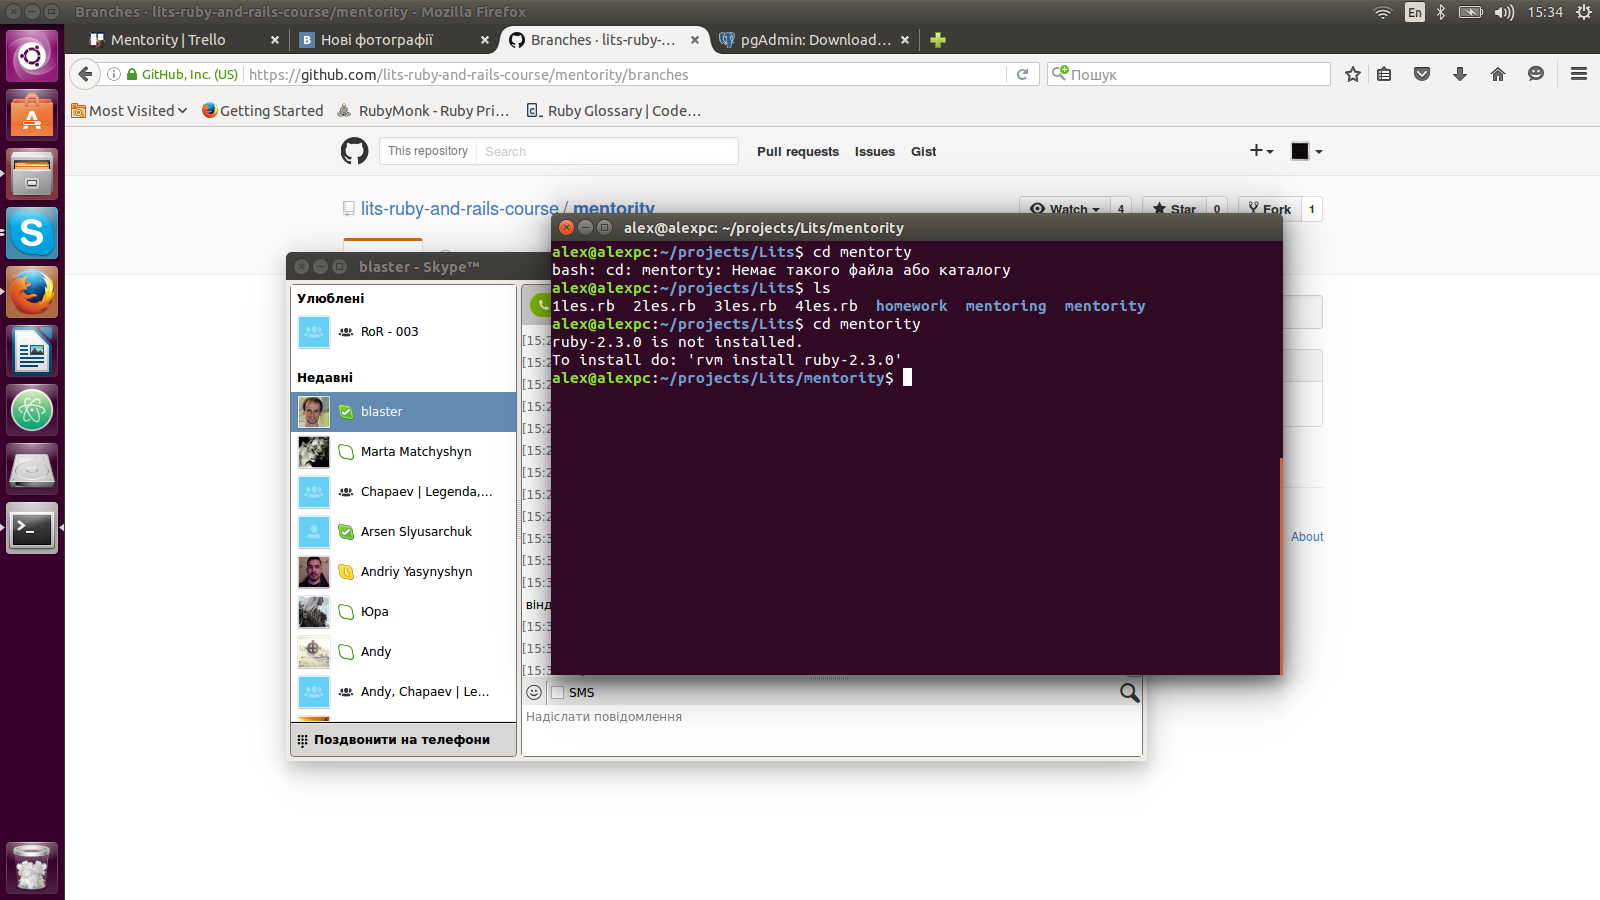 Branches · lits-ruby-and-rails-course/mentority - Mozilla Firefox
En
15:34
Mentority | Trello
Нові фотографії
Branches · lits-ruby-...
pgAdmin: Download...
GitHub, Inc. (US)
https://github.com/lits-ruby-and-rails-course/mentority/branches
Пошук
Most Visited
Getting Started
RubyMonk - Ruby Pri...
Ruby Glossary | Code...
This repository
Search
Pull requests
Issues
Gist
lits-ruby-and-rails-course / mentority
Watch
4
Star
0
Fork
1
alex@alexpc: ~/projects/Lits/mentority
alex@alexpc:~/projects/Lits$ cd mentorty
bash: cd: mentorty: Немає такого файла або каталогу
alex@alexpc:~/projects/Lits$ ls
1les.rb 2les.rb 3les.rb 4les.rb homework mentoring mentority
alex@alexpc:~/projects/Lits$ cd mentority
ruby-2.3.0 is not installed.
To install do: 'rvm install ruby-2.3.0'
alex@alexpc:~/projects/Lits/mentority$
blaster - Skype™
Улюблені
RoR - 003
Недавні
blaster
Marta Matchyshyn
Chapaev | Legenda,...
Arsen Slyusarchuk
Andriy Yasynyshyn
Юра
Andy
Andy, Chapaev | Le...
Поздвонити на телефони
[15:2
[15:2
[15:2
[15:2
[15:2
[15:2
[15:2
[15:2
[15:2
[15:3
[15:3
[15:3
вінд
[15:3
[15:3
[15:3
SMS
Надіслати повідомлення
About